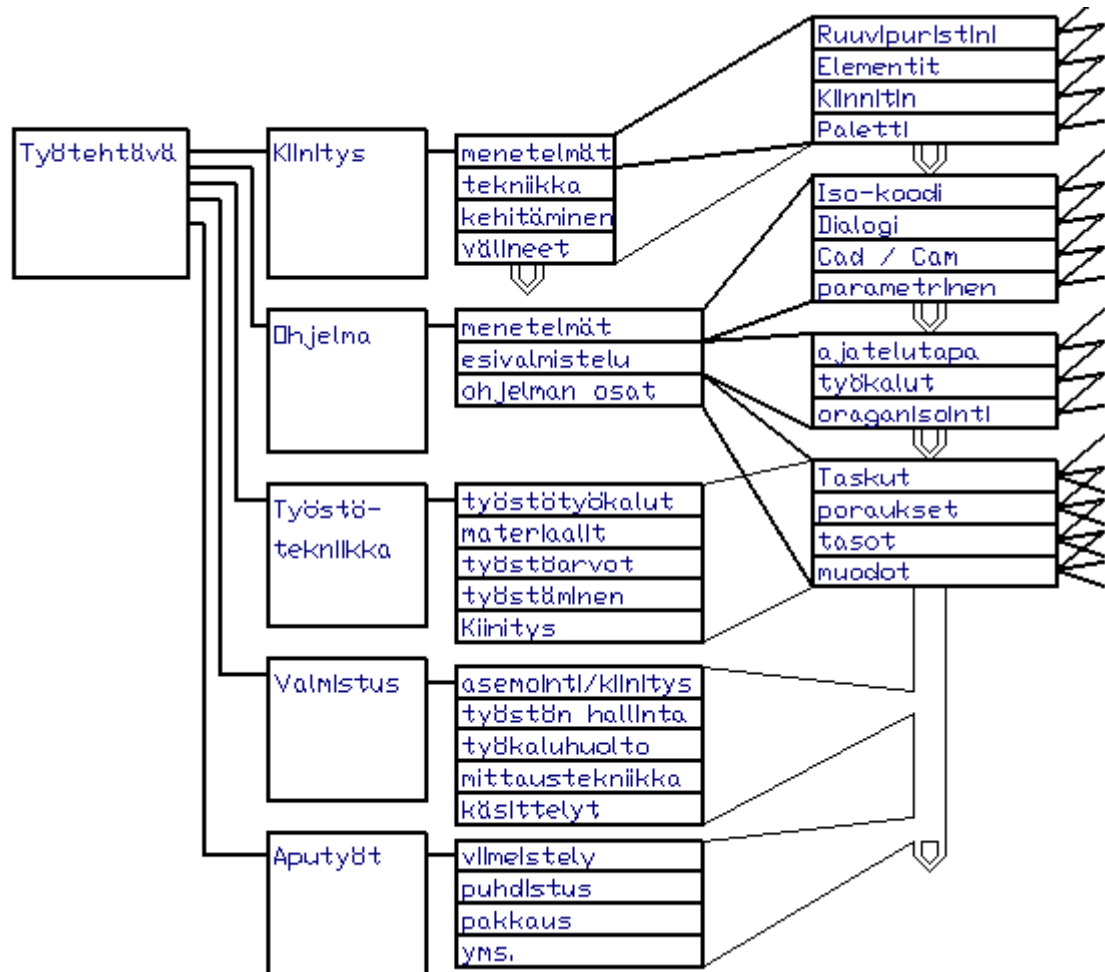 Työtehtävä
Kiinitys
menetelmät
tekniikka
kehitäminen
välineet
Ruuvipuristini
Elementit
Kiinnitin
Paletti
Ohjelma
menetelmät
esivalmistelu
ohjelman osat
Iso-koodi
Dialogi
Cad / Cam
parametrinen
ajatelutapa
työkalut
oraganisointi
Työstö-
tekniikka
työstötyökalut
materiaalit
työstöarvot
työstäminen
Kiinitys
Taskut
poraukset
tasot
muodot
Valmistus
asemointi/kiinitys
työstön hallinta
työkaluhuolto
mittaustekniikka
käsittelyt
Aputyöt
viimeistely
puhdistus
pakkaus
yms.